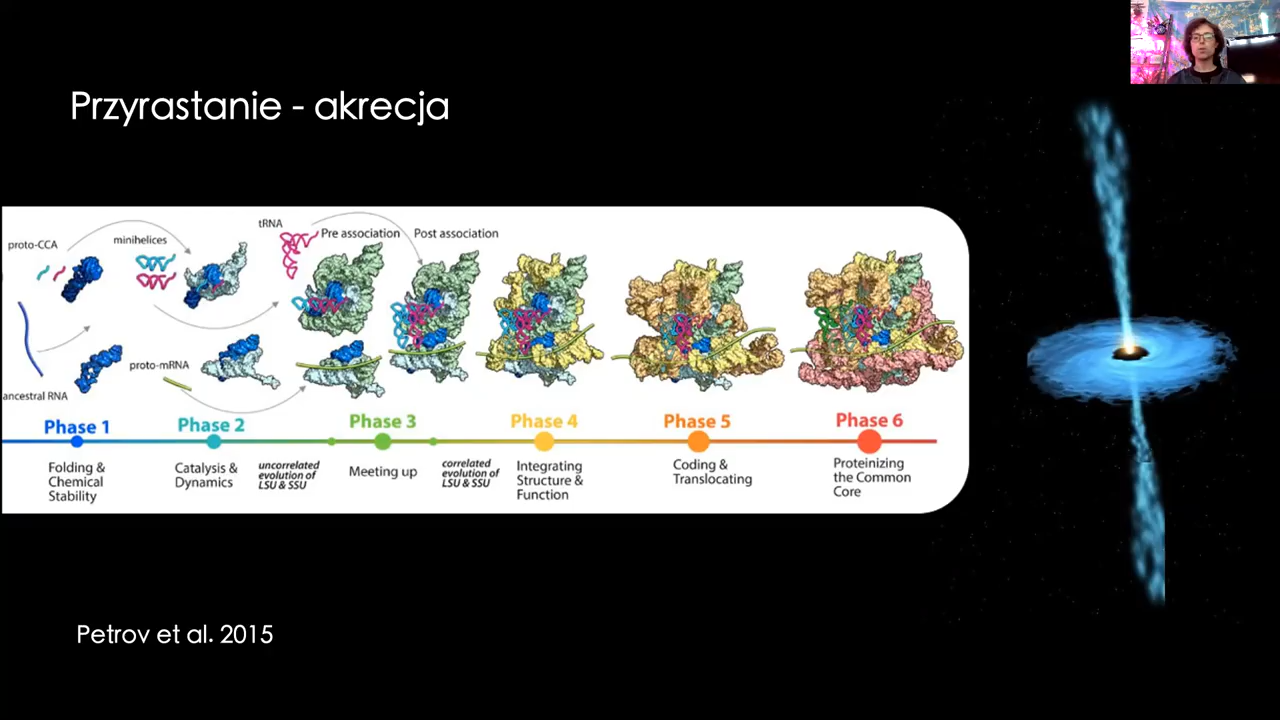 Przyrastanie - akrecja
proto-CCA
minihelices
tRNA
Pre association
Post association
proto-mRNA
ancestral RNA
Phase 1
Phase 2
Phase 3
Phase 4
Phase 5
Phase 6
Folding &
Chemical
Stability
Catalysis &
Dynamics
uncorrelated
evolution of
LSU & SSU
Meeting up
correlated
evolution of
LSU & SSU
Integrating
Structure &
Function
Coding &
Translocating
Proteinizing
the Common
Core
Petrov et al. 2015